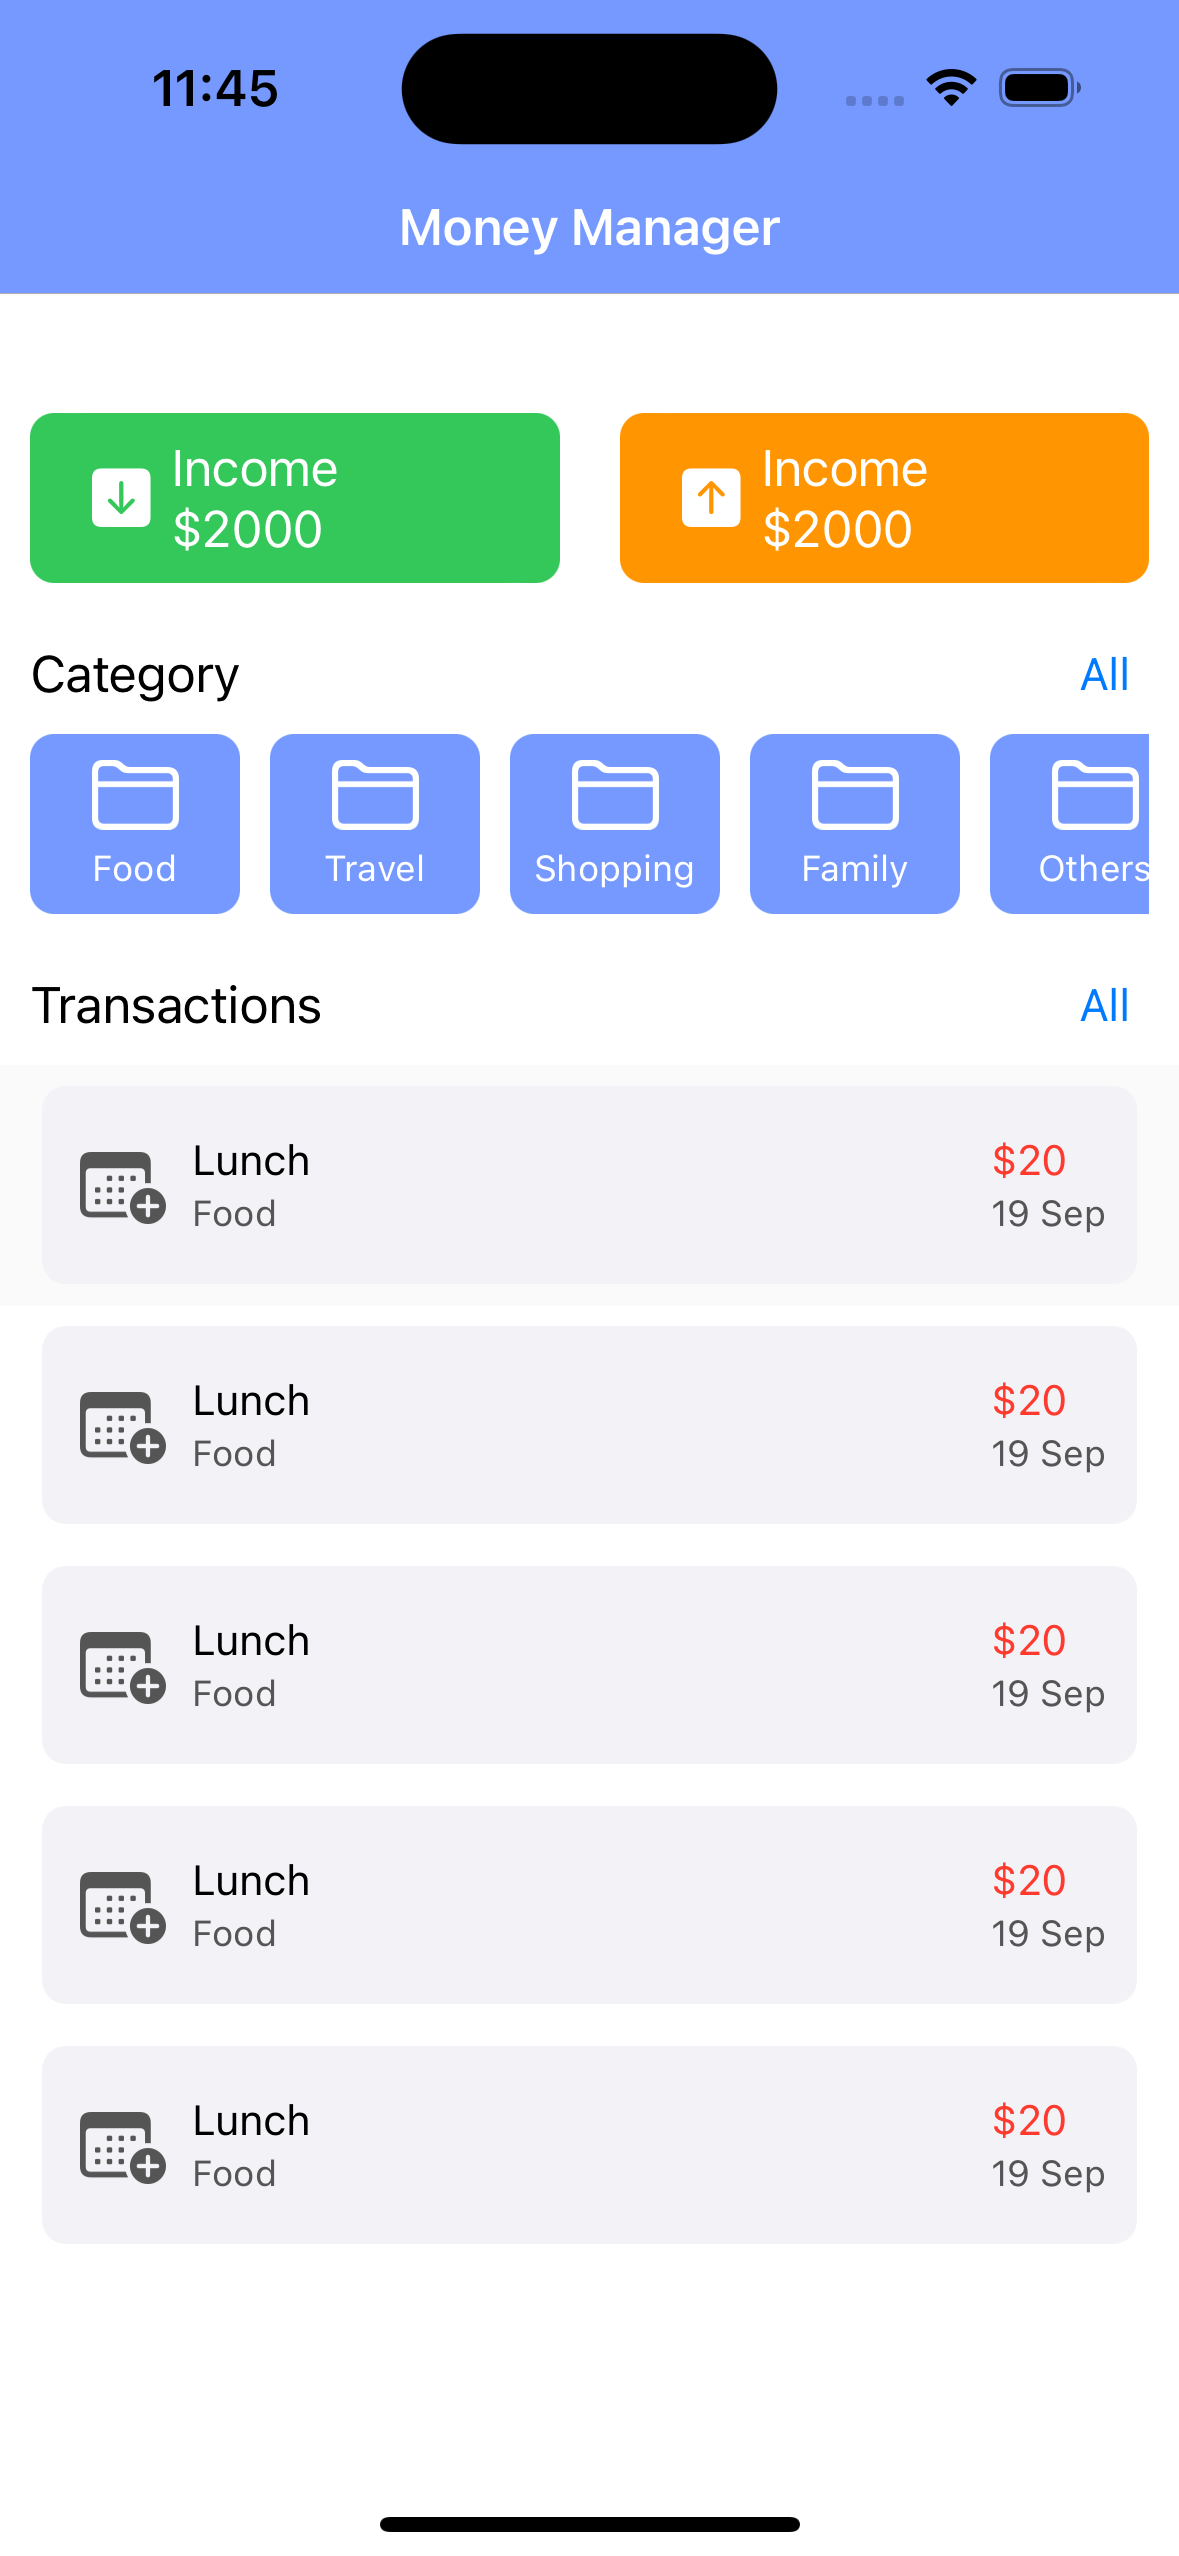 11:45
Money Manager
Income
$2000
Income
$2000
Category
All
Food
Travel
Shopping
Family
Others
Transactions
All
Lunch
$20
Food
19 Sep
Lunch
$20
Food
19 Sep
Lunch
$20
Food
19 Sep
Lunch
$20
Food
19 Sep
Lunch
$20
Food
19 Sep